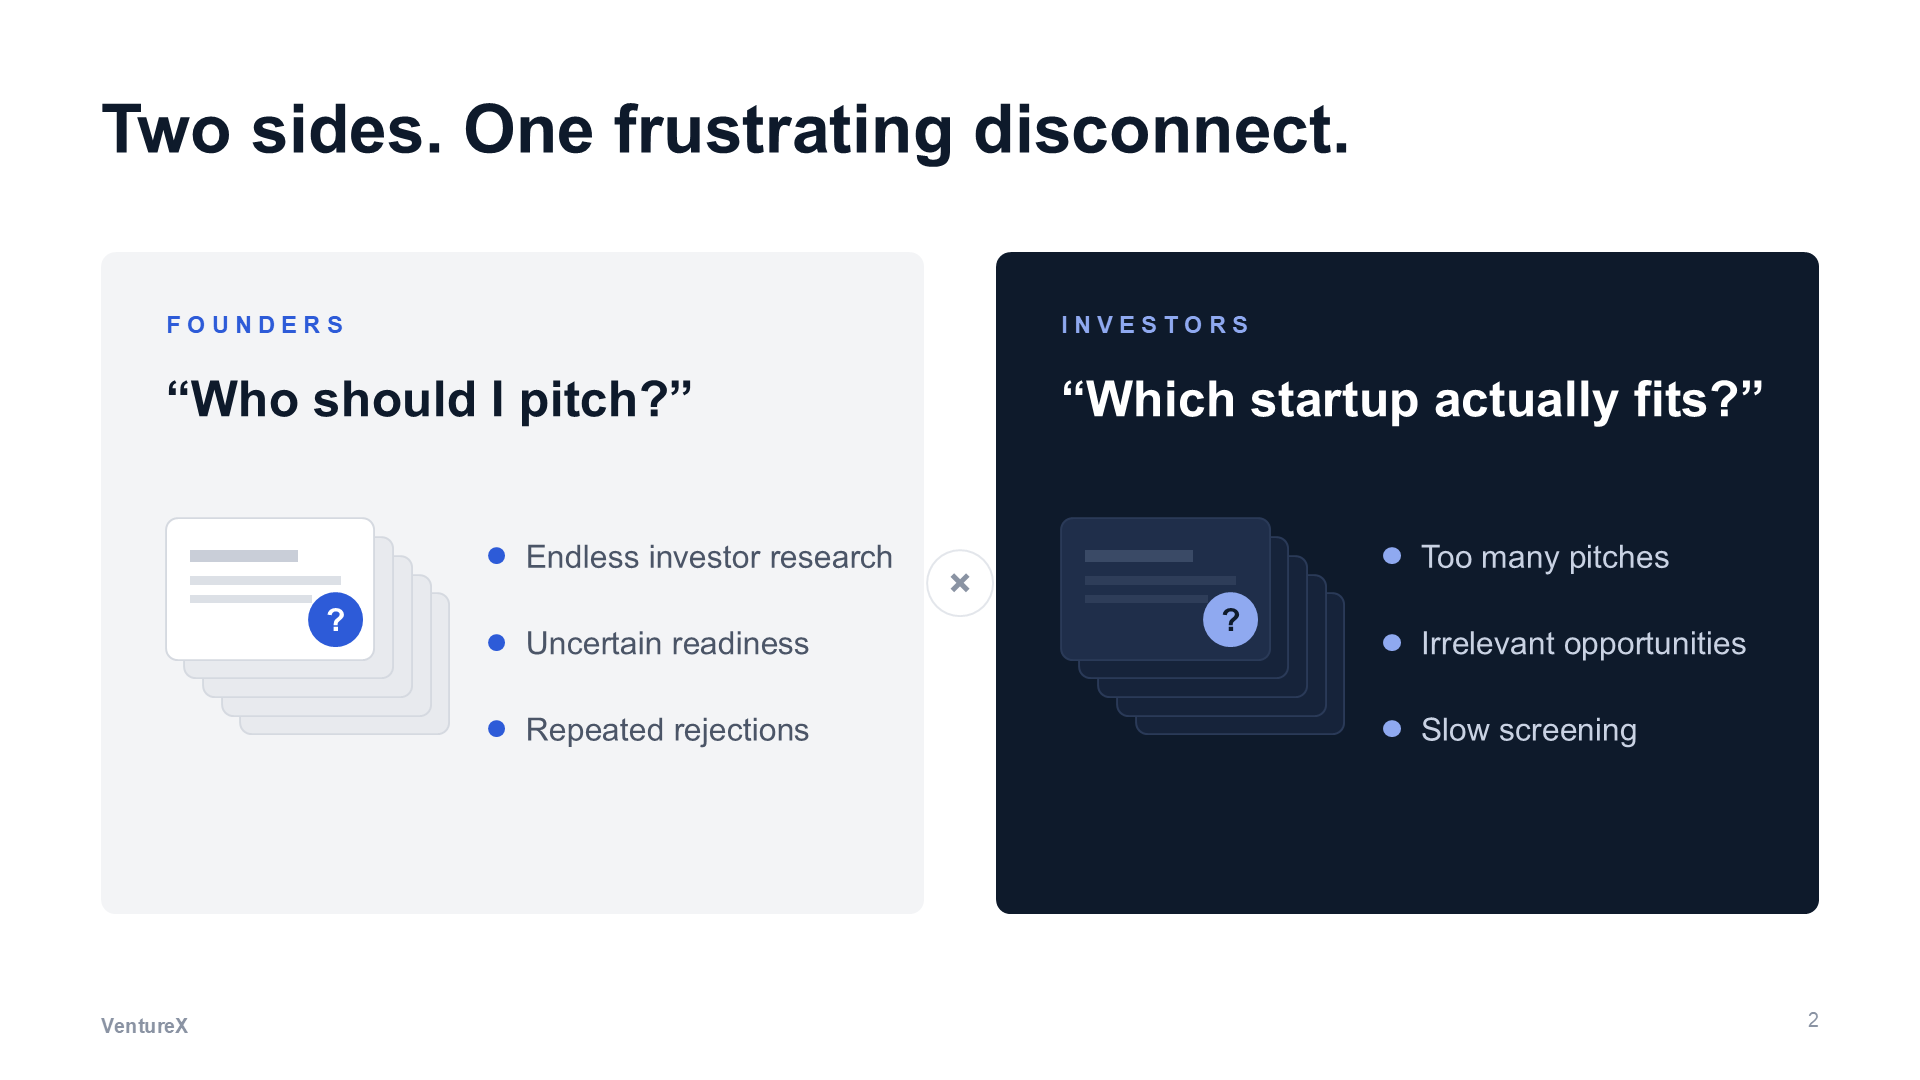 Two sides. One frustrating disconnect.
FOUNDERS
“Who should I pitch?”
?
Endless investor research
Uncertain readiness
Repeated rejections
×
INVESTORS
“Which startup actually fits?”
?
Too many pitches
Irrelevant opportunities
Slow screening
VentureX
2